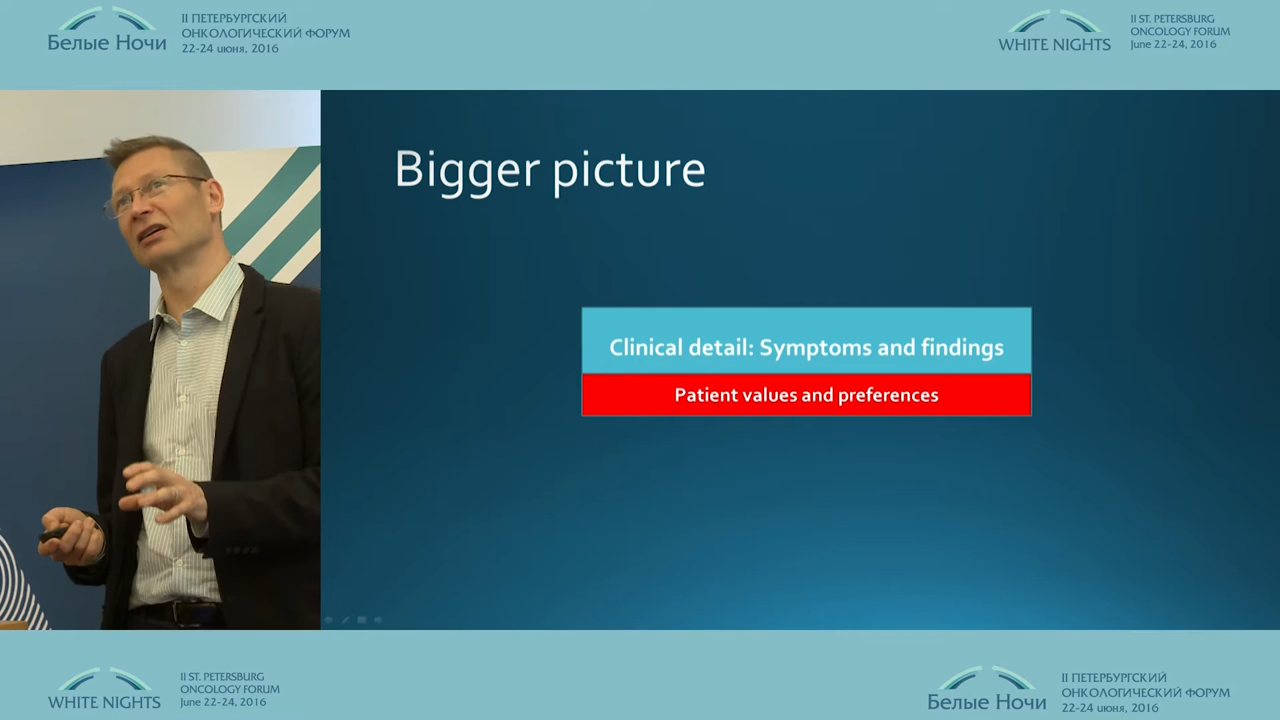 Белые Ночи
II ПЕТЕРБУРГСКИЙ
ОНКОЛОГИЧЕСКИЙ ФОРУМ
22-24 июня, 2016
WHITE NIGHTS
II ST. PETERSBURG
ONCOLOGY FORUM
June 22-24, 2016
Bigger picture
Clinical detail: Symptoms and findings
Patient values and preferences
WHITE NIGHTS
II ST. PETERSBURG
ONCOLOGY FORUM
June 22-24, 2016
Белые Ночи
II ПЕТЕРБУРГСКИЙ
ОНКОЛОГИЧЕСКИЙ ФОРУМ
22-24 июня, 2016